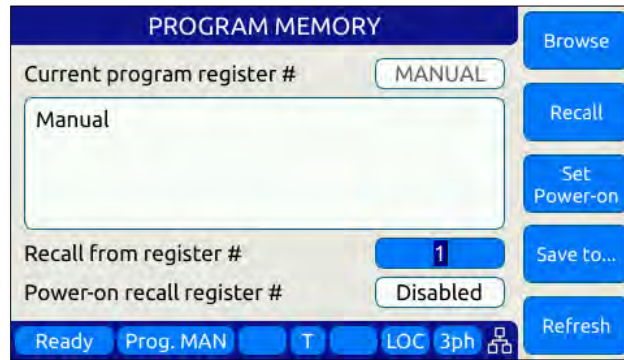 PROGRAM MEMORY
Current program register # MANUAL
Manual
Recall from register # 1
Power-on recall register # Disabled
Ready Prog. MAN T LOC 3ph
Browse
Recall
Set
Power-on
Save to...
Refresh